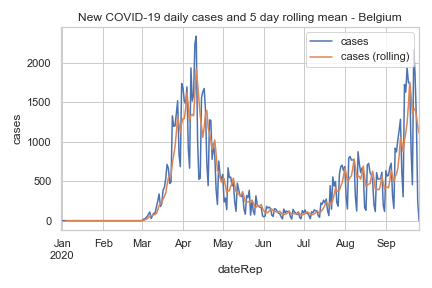 New COVID-19 daily cases and 5 day rolling mean - Belgium
cases
cases (rolling)
cases
2000
1500
1000
500
0
Jan
2020
Feb
Mar
Apr
May
Jun
Jul
Aug
Sep
dateRep